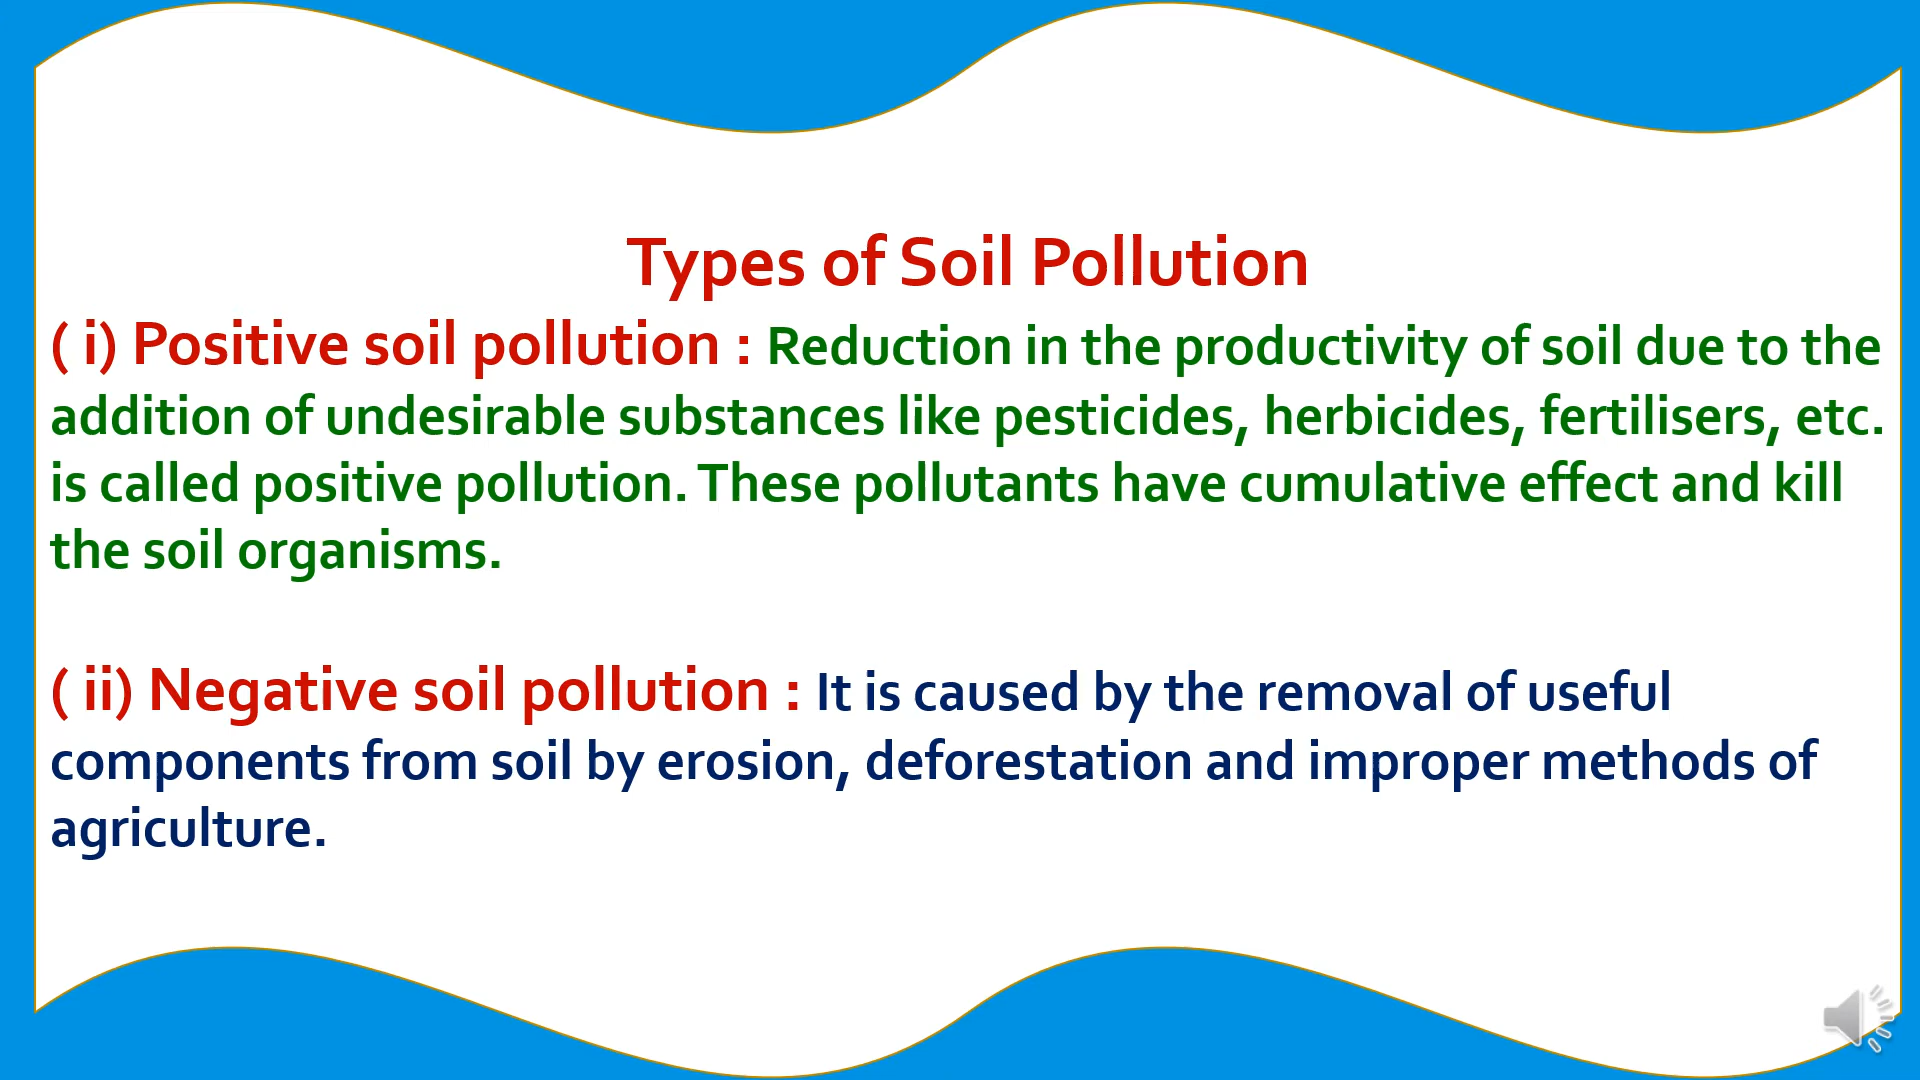 Types of Soil Pollution
( i) Positive soil pollution : Reduction in the productivity of soil due to the
addition of undesirable substances like pesticides, herbicides, fertilisers, etc.
is called positive pollution. These pollutants have cumulative effect and kill
the soil organisms.
( ii) Negative soil pollution : It is caused by the removal of useful
components from soil by erosion, deforestation and improper methods of
agriculture.